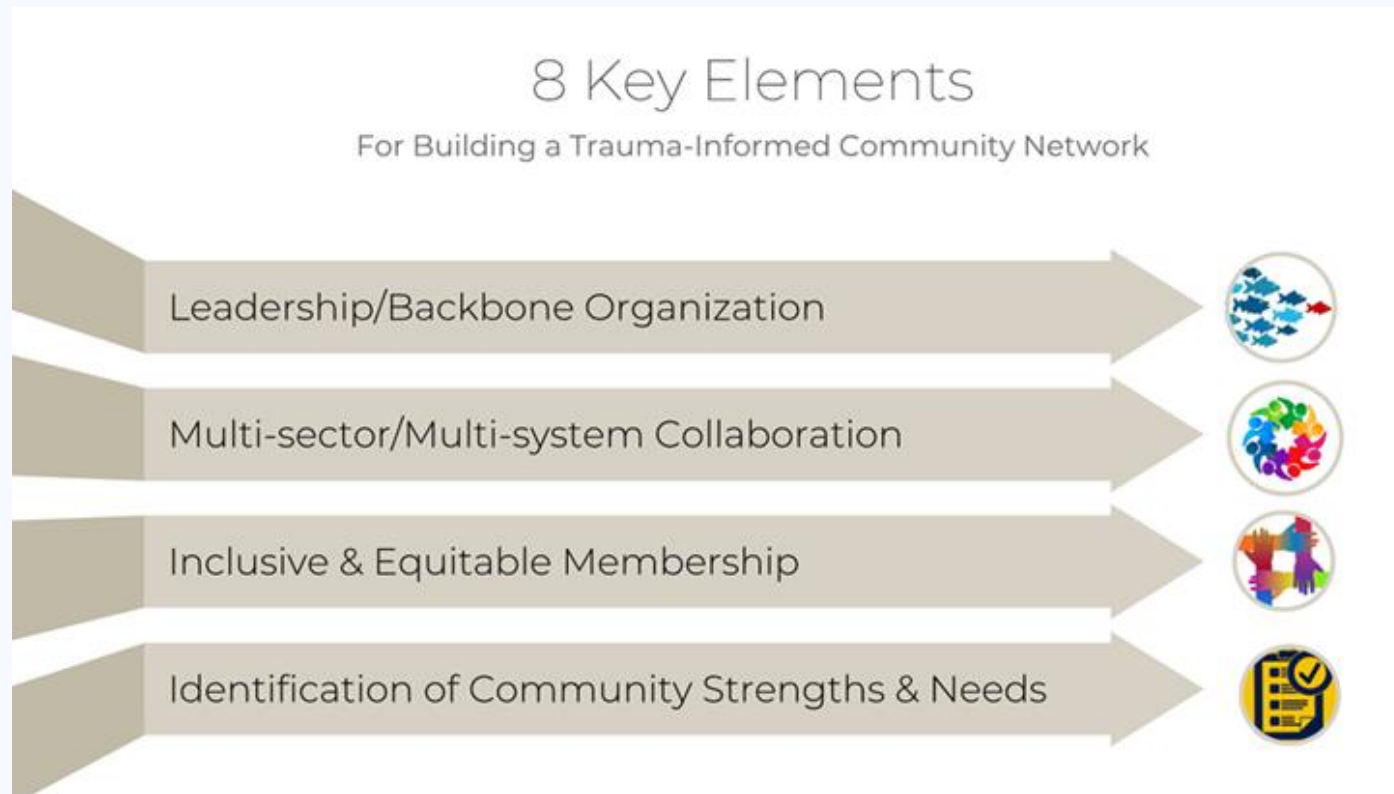 8 Key Elements
For Building a Trauma-Informed Community Network
Leadership/Backbone Organization
Multi-sector/Multi-system Collaboration
Inclusive & Equitable Membership
Identification of Community Strengths & Needs